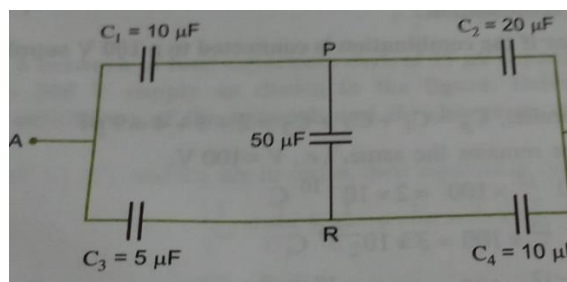 C₁ = 10 μF
C₂ = 20 μF
P
A
50 μF
R
C₃ = 5 μF
C₄ = 10 μ